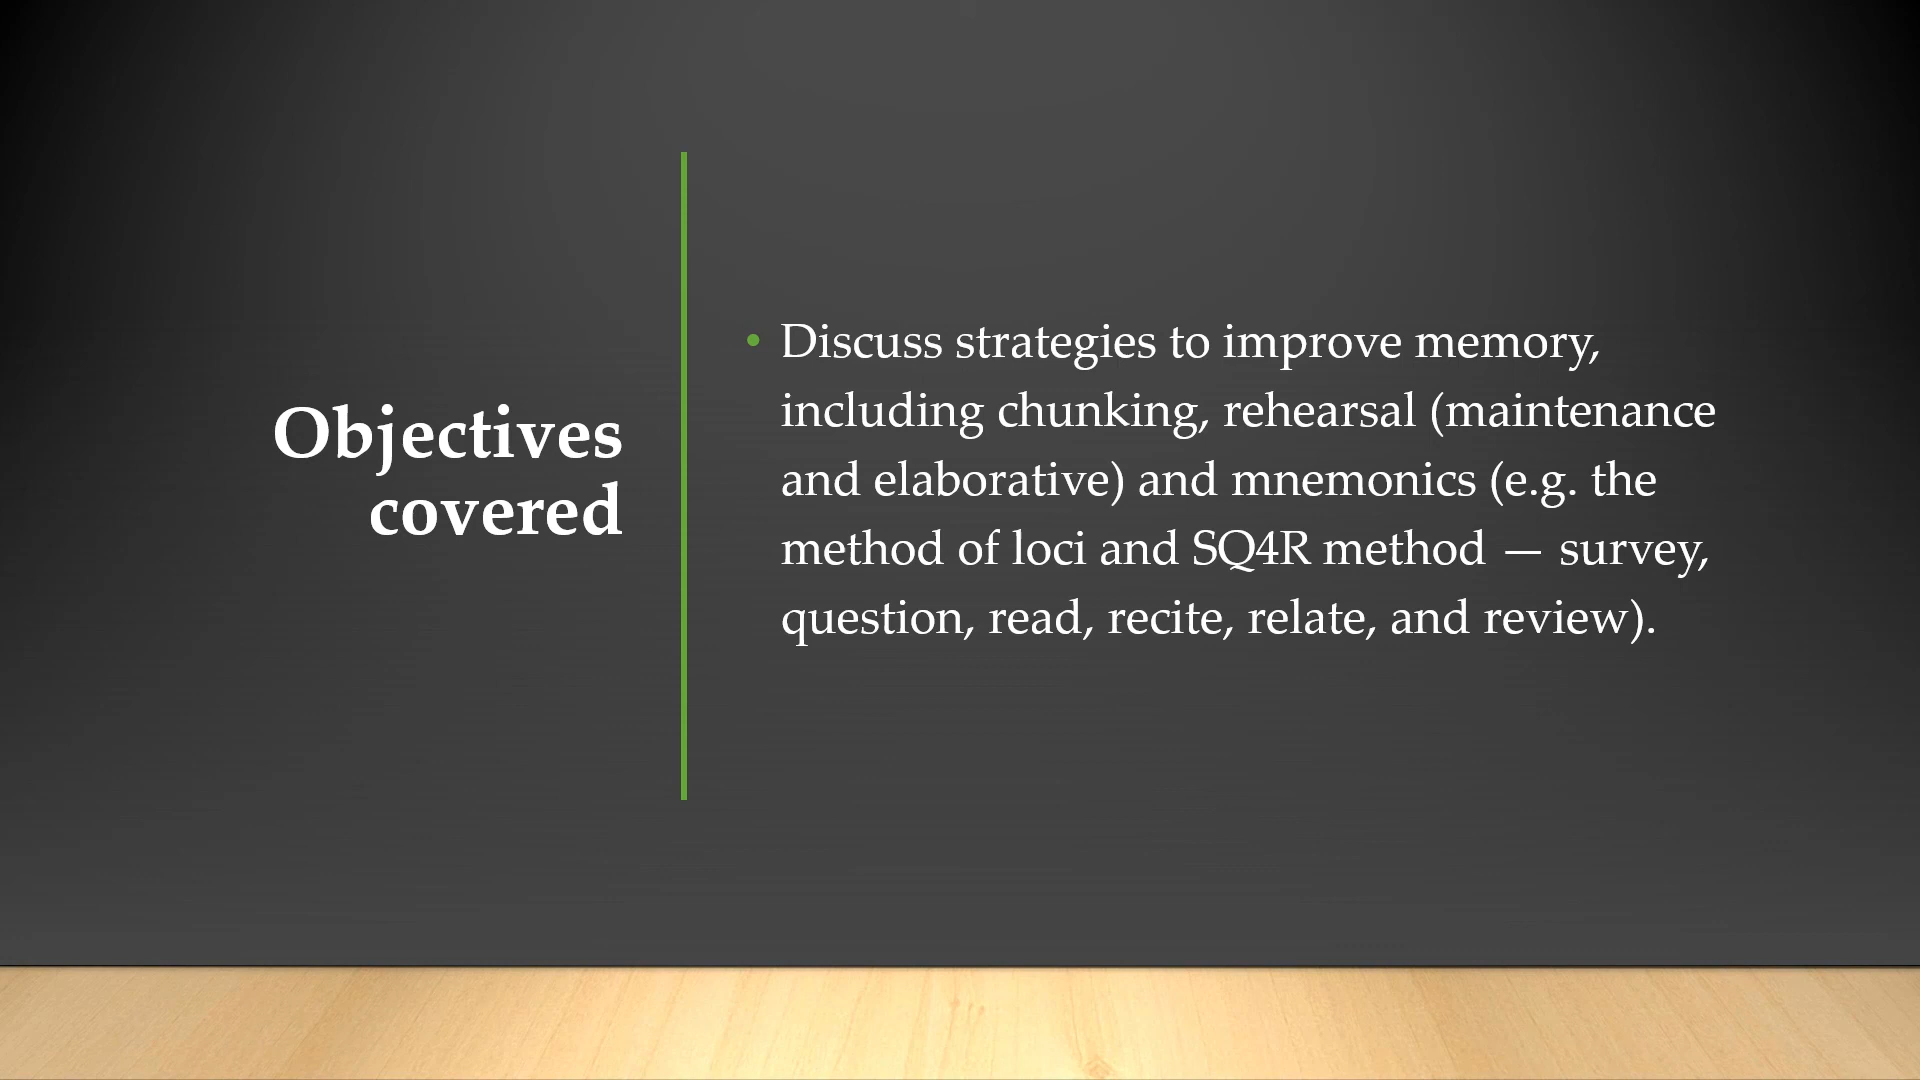 Objectives
covered
• Discuss strategies to improve memory,
including chunking, rehearsal (maintenance
and elaborative) and mnemonics (e.g. the
method of loci and SQ4R method — survey,
question, read, recite, relate, and review).